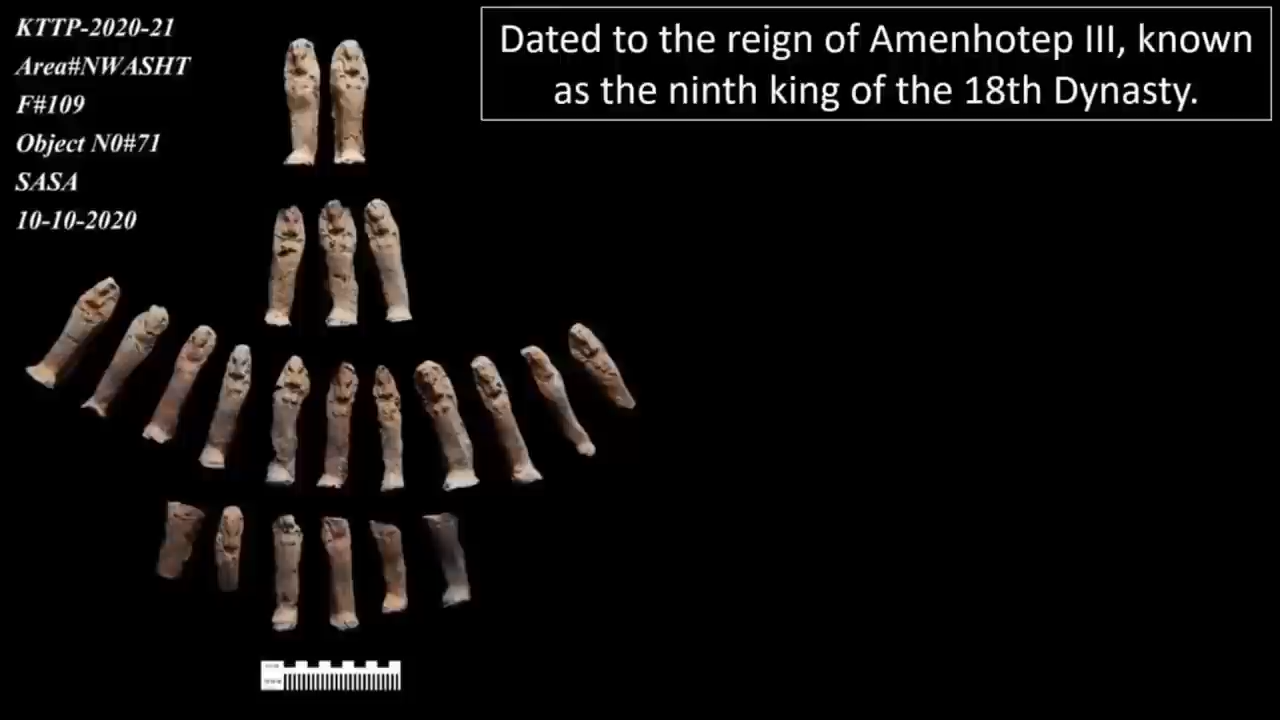 KTTP-2020-21
Area#NWASHT
F#109
Object N0#71
SASA
10-10-2020
Dated to the reign of Amenhotep III, known
as the ninth king of the 18th Dynasty.